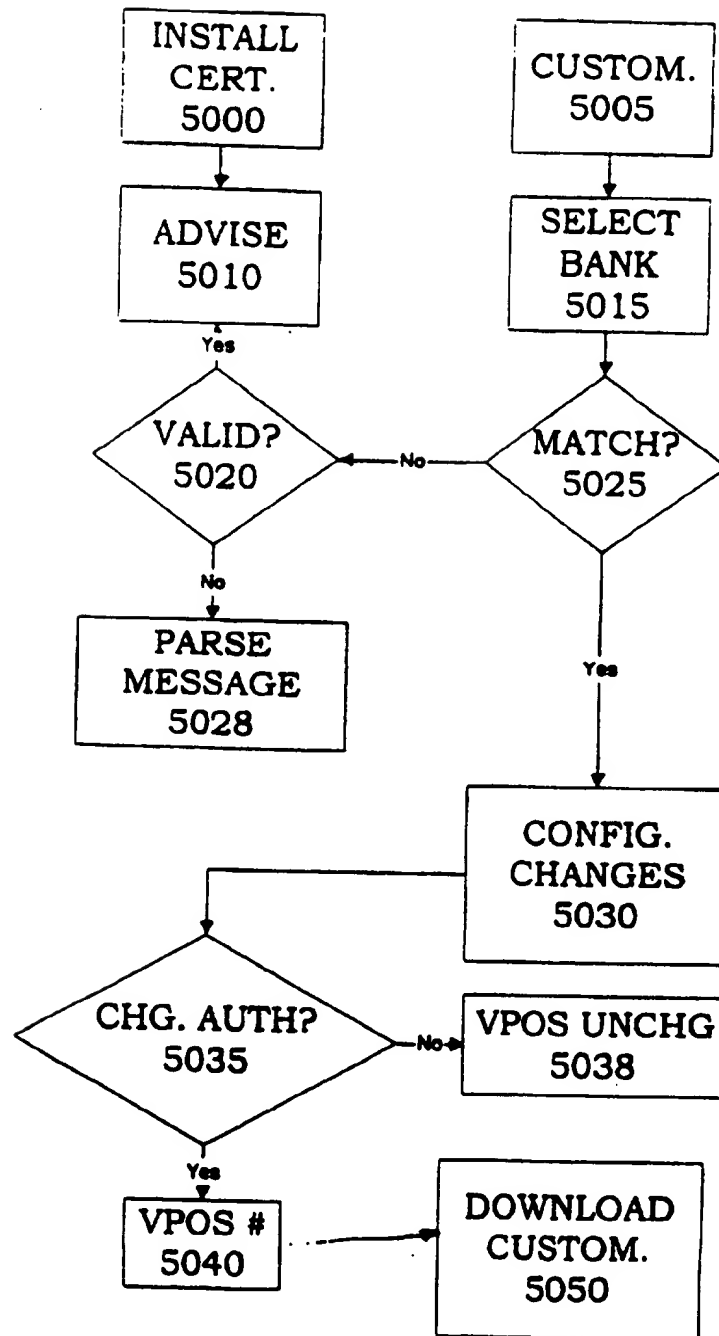 INSTALL
CERT.
5000
CUSTOM.
5005
ADVISE
5010
SELECT
BANK
5015
Yes
VALID?
5020
No
MATCH?
5025
No
PARSE
MESSAGE
5028
Yes
CONFIG.
CHANGES
5030
CHG. AUTH?
5035
No
VPOS UNCHG
5038
Yes
VPOS #
5040
DOWNLOAD
CUSTOM.
5050